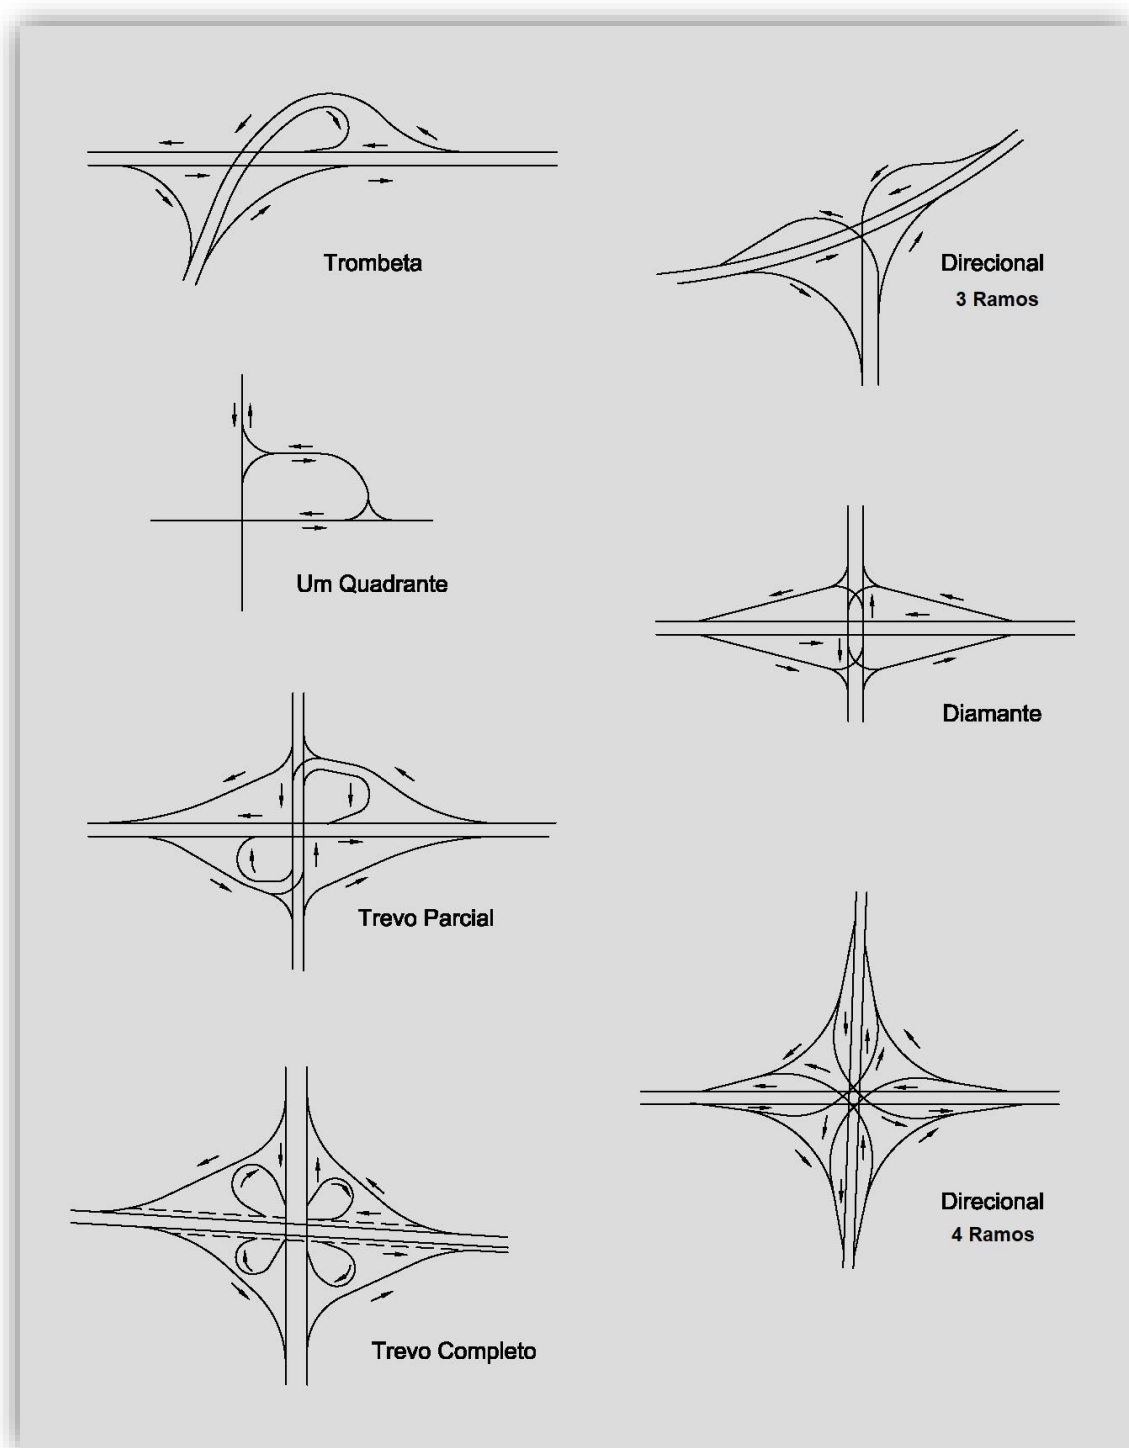 Trombeta
Direcional
3 Ramos
Um Quadrante
Diamante
Trevo Parcial
Direcional
4 Ramos
Trevo Completo